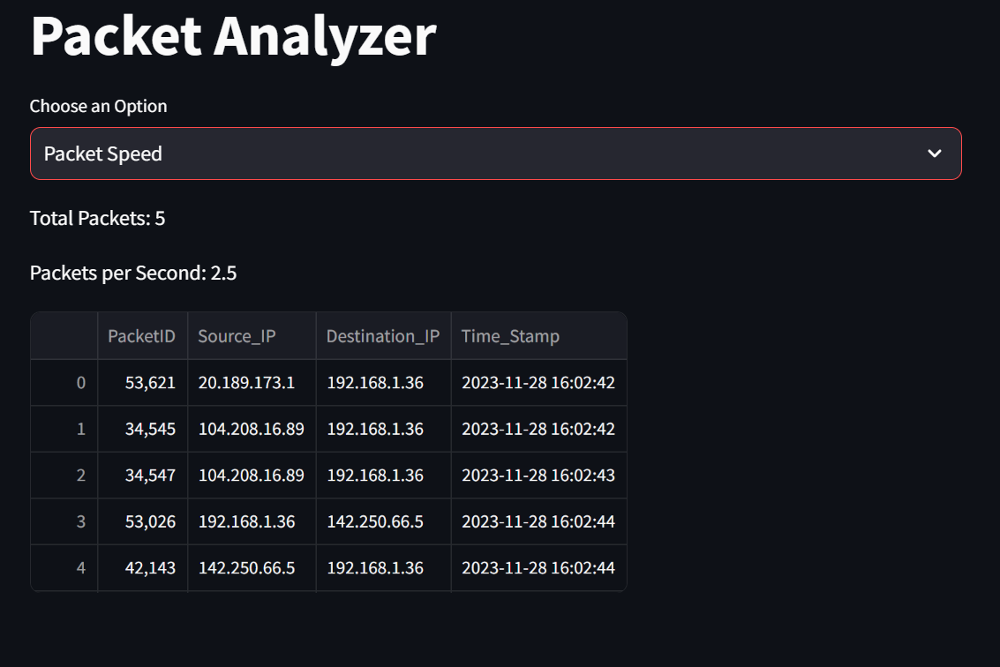 Packet Analyzer
Choose an Option
Packet Speed
Total Packets: 5
Packets per Second: 2.5
PacketID Source_IP Destination_IP Time_Stamp
0 53,621 20.189.173.1 192.168.1.36 2023-11-28 16:02:42
1 34,545 104.208.16.89 192.168.1.36 2023-11-28 16:02:42
2 34,547 104.208.16.89 192.168.1.36 2023-11-28 16:02:43
3 53,026 192.168.1.36 142.250.66.5 2023-11-28 16:02:44
4 42,143 142.250.66.5 192.168.1.36 2023-11-28 16:02:44